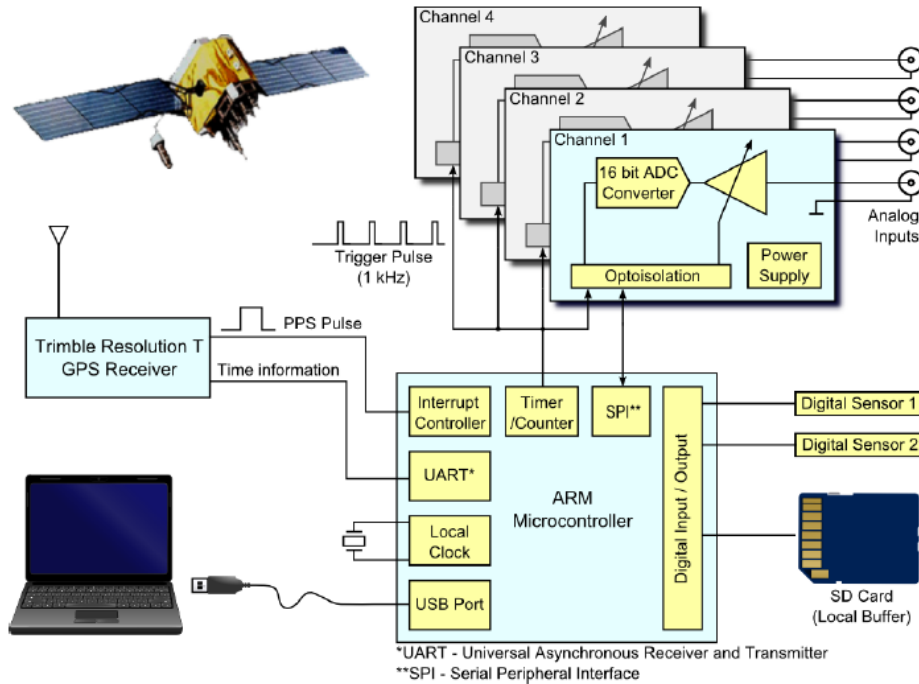 Channel 4
Channel 3
Channel 2
Channel 1
16 bit ADC
Converter
Optoisolation
Power
Supply
Analog
Inputs
Trigger Pulse
(1 kHz)
PPS Pulse
Trimble Resolution T
GPS Receiver
Time information
Interrupt
Controller
Timer
/Counter
SPI**
UART*
Local
Clock
USB Port
ARM
Microcontroller
Digital Input / Output
Digital Sensor 1
Digital Sensor 2
SD Card
(Local Buffer)
*UART - Universal Asynchronous Receiver and Transmitter
**SPI - Serial Peripheral Interface